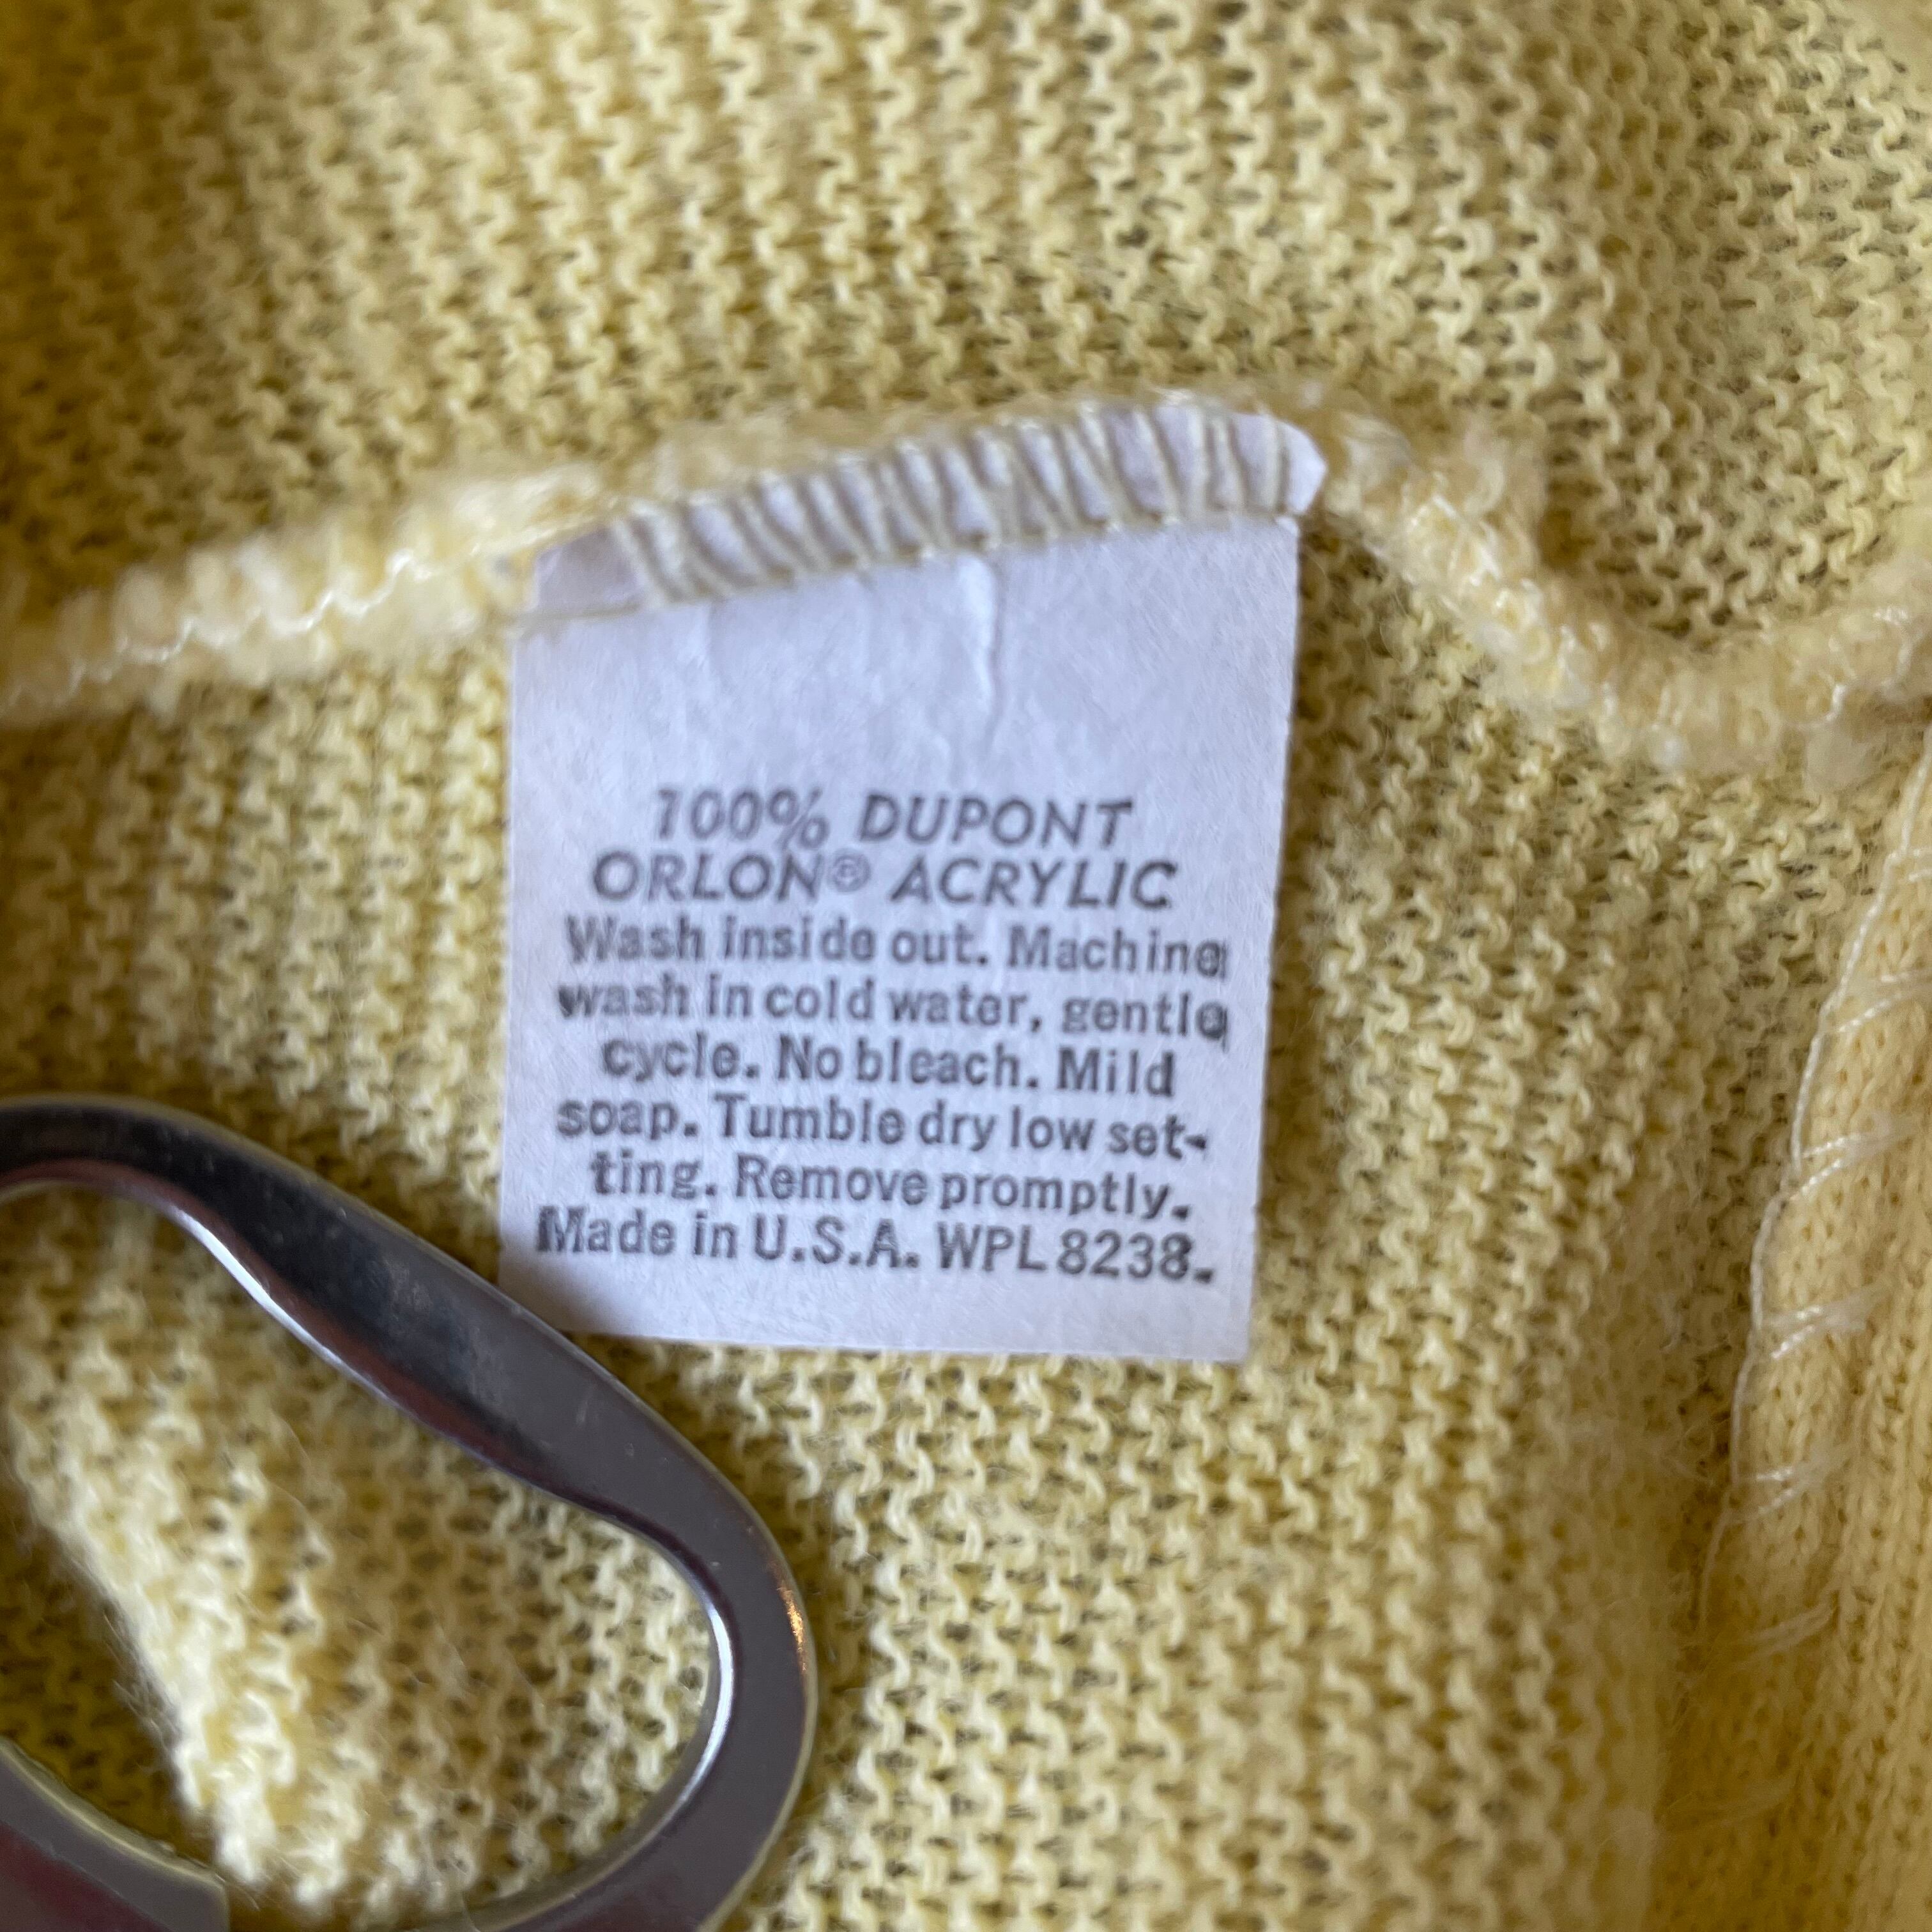 100% DUPONT
ORLON® ACRYLIC
Wash inside out. Machine
wash in cold water, gentle
cycle. No bleach. Mild
soap. Tumble dry low set-
ting. Remove promptly.
Made in U.S.A. WPL 8238.